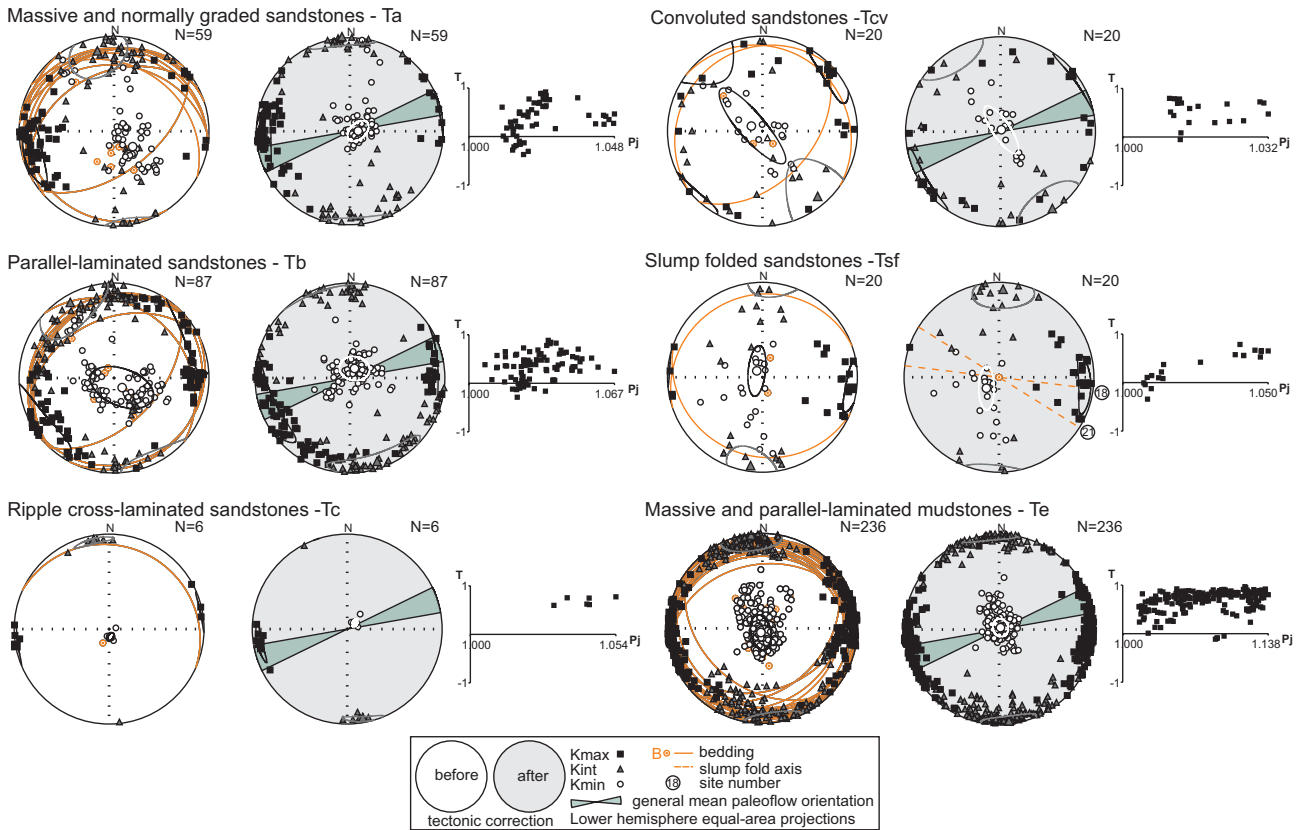 Massive and normally graded sandstones - Ta
N
N=59
N
N=59
T
1
1.000
1.048
Pj
-1
Convoluted sandstones -Tcv
N
N=20
N
N=20
T
1
1.000
1.032
Pj
-1
Parallel-laminated sandstones - Tb
N
N=87
N
N=87
T
1
1.000
1.067
Pj
-1
Slump folded sandstones -Tsf
N
N=20
N
N=20
18
21
T
1
1.000
1.050
Pj
-1
Ripple cross-laminated sandstones -Tc
N
N=6
N
N=6
T
1
1.000
1.054
Pj
-1
Massive and parallel-laminated mudstones - Te
N
N=236
N
N=236
T
1
1.000
1.138
Pj
-1
before
after
tectonic correction
Kmax
Kint
Kmin
B bedding
slump fold axis
18 site number
general mean paleoflow orientation
Lower hemisphere equal-area projections